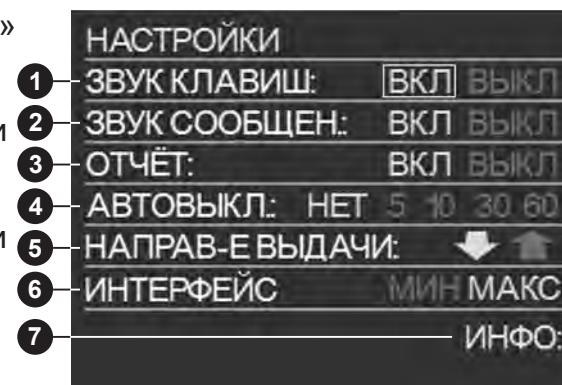 »
НАСТРОЙКИ
1 ЗВУК КЛАВИШ: ВКЛ ВЫКЛ
и 2 ЗВУК СООБЩЕН.: ВКЛ ВЫКЛ
3 ОТЧЁТ: ВКЛ ВЫКЛ
4 АВТОВЫКЛ.: НЕТ 5 10 30 60
и 5 НАПРАВ-Е ВЫДАЧИ:
6 ИНТЕРФЕЙС МИН МАКС
7 ИНФО: